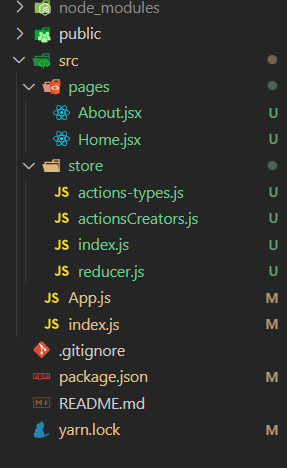 node_modules
public
src
pages
About.jsx U
Home.jsx U
store
JS actions-types.js U
JS actionsCreators.js U
JS index.js U
JS reducer.js U
JS App.js M
JS index.js M
.gitignore
package.json M
README.md
yarn.lock M